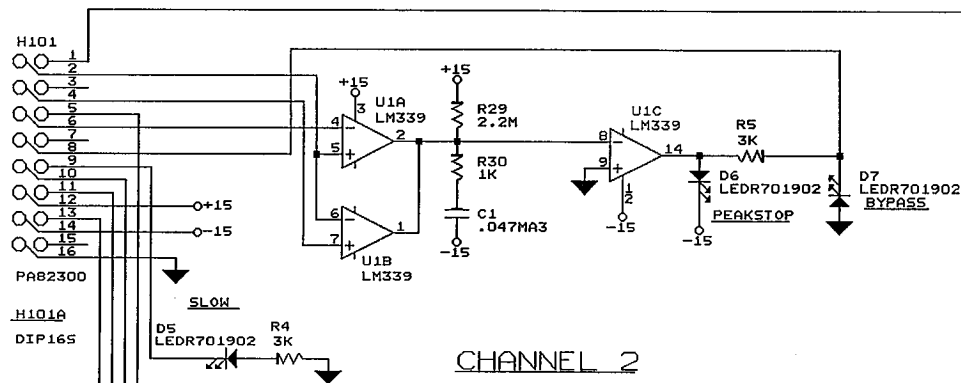 H101
1
2
3
4
5
6
7
8
9
10
11
12
13
14
15
16
PA82300
H101A
DIP16S
+15
-15
+15
3
4
5
2
U1A
LM339
6
7
1
U1B
LM339
+15
R29
2.2M
R30
1K
C1
.047MA3
-15
8
9
14
U1C
LM339
12
-15
R5
3K
D6
LEDR701902
PEAKSTOP
-15
D7
LEDR701902
BYPASS
SLOW
D5
LEDR701902
R4
3K
CHANNEL 2